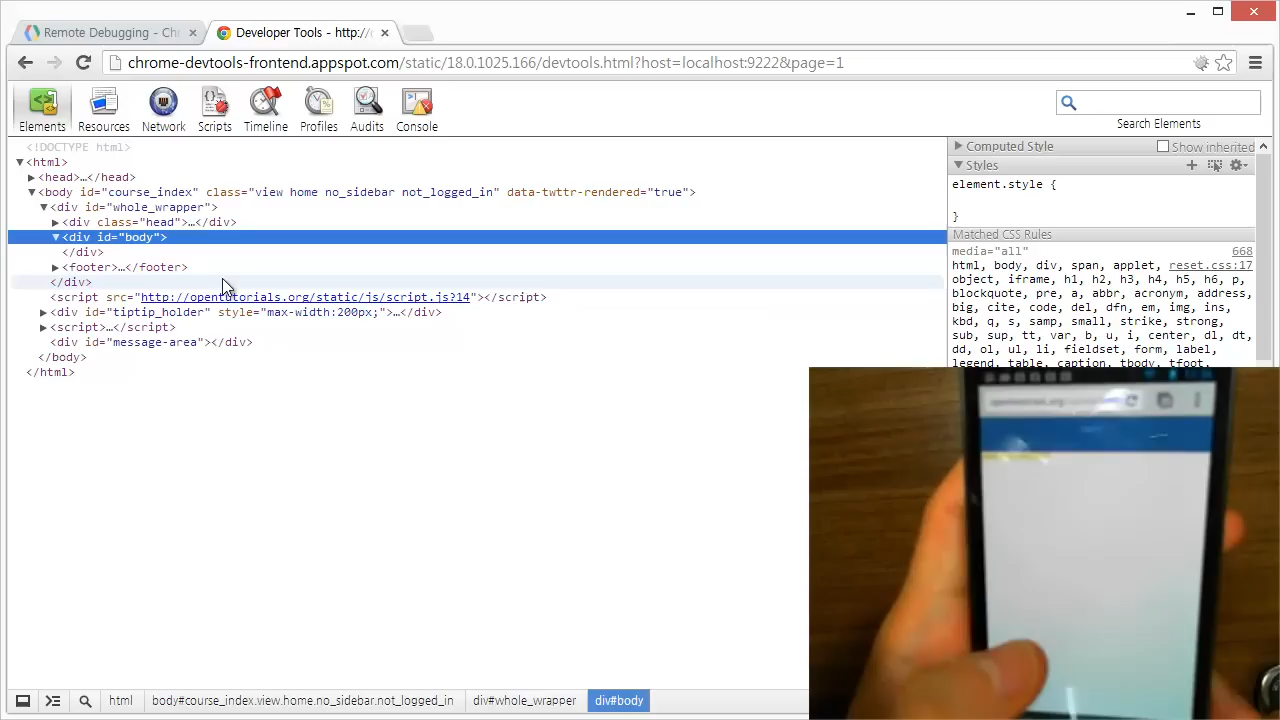 Remote Debugging - Ch
Developer Tools - http://
chrome-devtools-frontend.appspot.com/static/18.0.1025.166/devtools.html?host=localhost:9222&page=1
Elements
Resources
Network
Scripts
Timeline
Profiles
Audits
Console
Search Elements
<!DOCTYPE html>
<html>
<head>…</head>
<body id="course_index" class="view home no_sidebar not_logged_in" data-twttr-rendered="true">
<div id="whole_wrapper">
<div class="head">…</div>
<div id="body">
</div>
<footer>…</footer>
</div>
<script src="http://opentutorials.org/static/js/script.js?14"></script>
<div id="tiptip_holder" style="max-width:200px;">…</div>
<script>…</script>
<div id="message-area"></div>
</body>
</html>
Computed Style
Show inherited
Styles
element.style {
}
Matched CSS Rules
media="all" 668
html, body, div, span, applet, reset.css:17
object, iframe, h1, h2, h3, h4, h5, h6, p,
blockquote, pre, a, abbr, acronym, address,
big, cite, code, del, dfn, em, img, ins,
kbd, q, s, samp, small, strike, strong,
sub, sup, tt, var, b, u, i, center, dl, dt,
dd, ol, ul, li, fieldset, form, label,
legend, table, caption, tbody, tfoot,
html
body#course_index.view.home.no_sidebar.not_logged_in
div#whole_wrapper
div#body